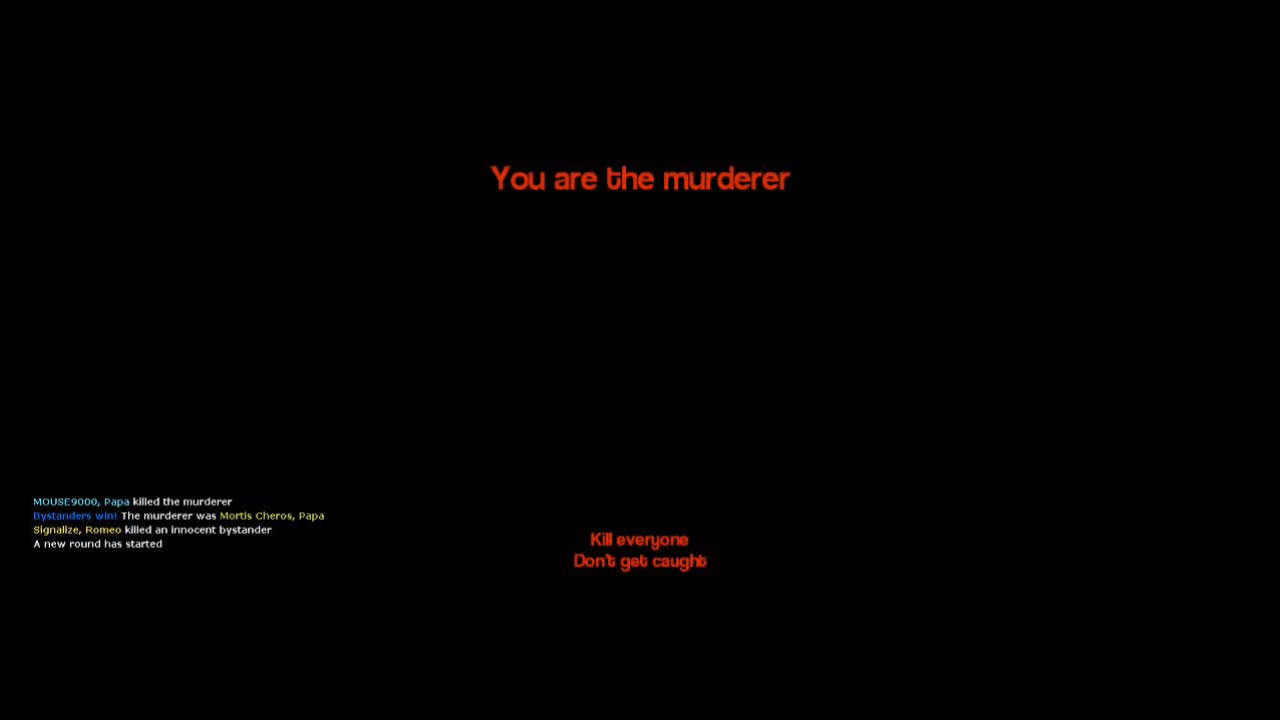 You are the murderer
MOUSE9000, Papa killed the murderer
Bystanders win! The murderer was Mortis Cheros, Papa
Signalize, Romeo killed an innocent bystander
A new round has started
Kill everyone
Don't get caught